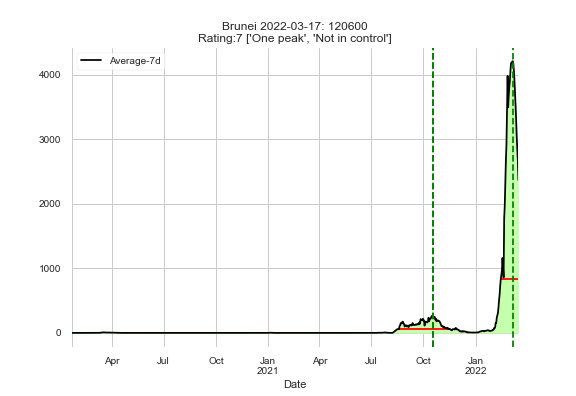 Brunei 2022-03-17: 120600
Rating:7 ['One peak', 'Not in control']
Average-7d
4000
3000
2000
1000
0
Apr Jul Oct Jan Apr Jul Oct Jan
2021 2022
Date